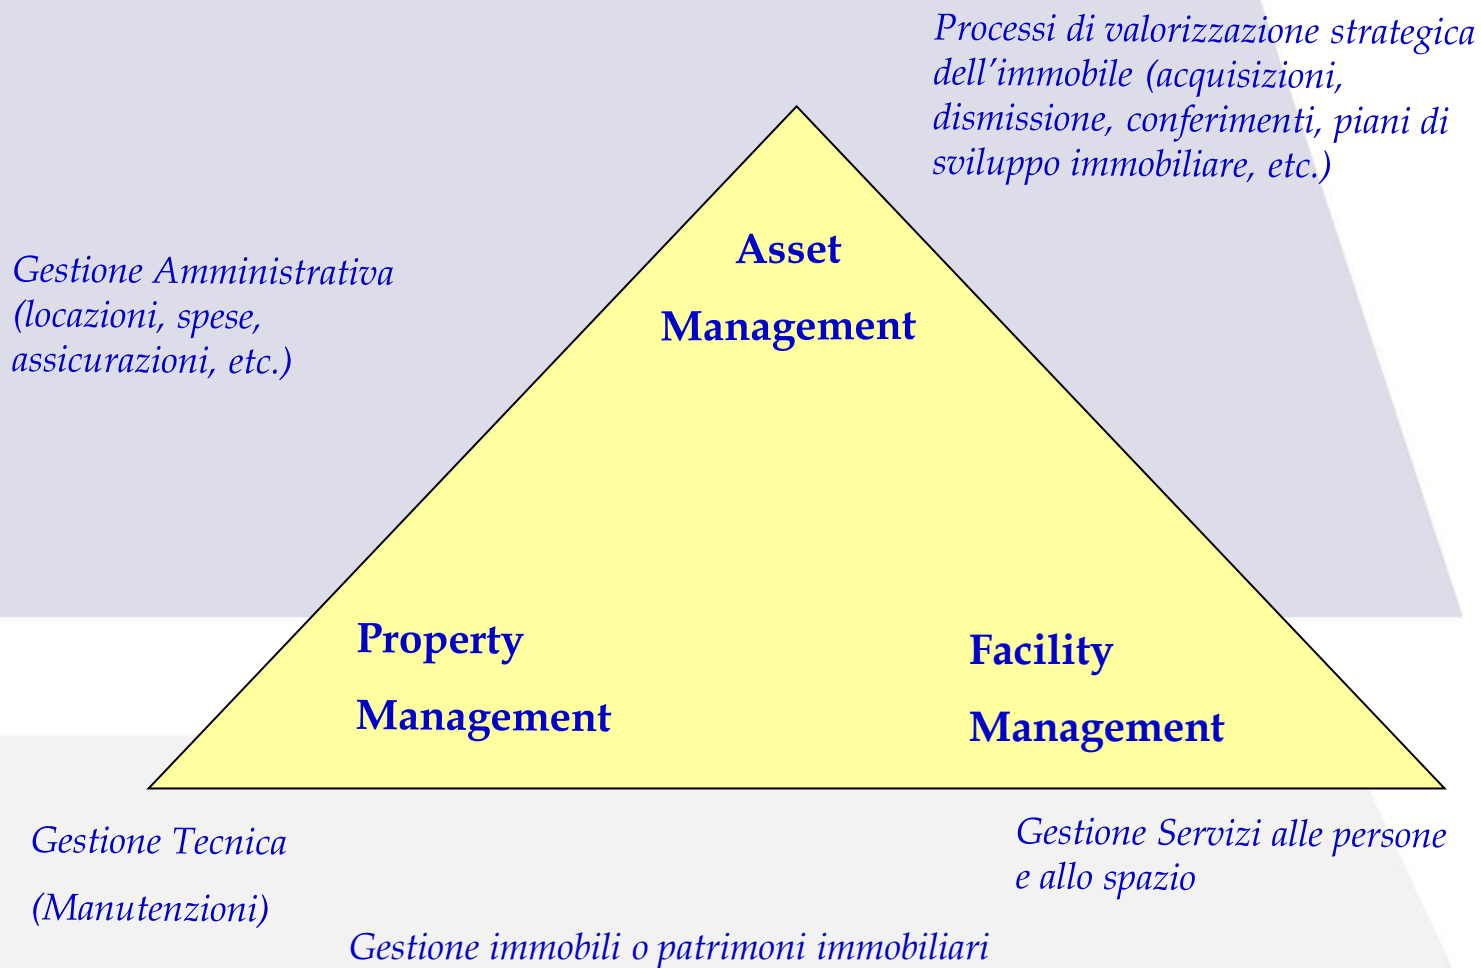 Processi di valorizzazione strategica
dell’immobile (acquisizioni,
dismissione, conferimenti, piani di
sviluppo immobiliare, etc.)
Asset
Management
Gestione Amministrativa
(locazioni, spese,
assicurazioni, etc.)
Property
Management
Facility
Management
Gestione Tecnica
(Manutenzioni)
Gestione Servizi alle persone
e allo spazio
Gestione immobili o patrimoni immobiliari